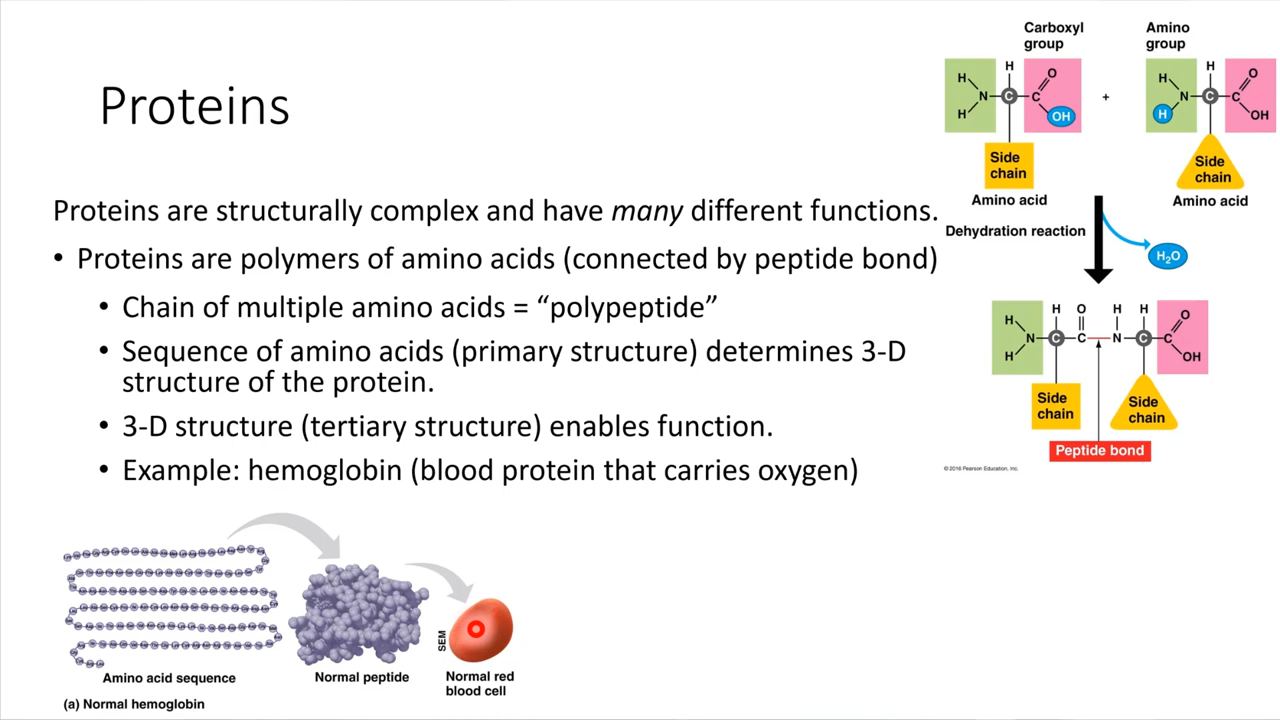 Proteins
Proteins are structurally complex and have many different functions.
• Proteins are polymers of amino acids (connected by peptide bond)
• Chain of multiple amino acids = “polypeptide”
• Sequence of amino acids (primary structure) determines 3-D
structure of the protein.
• 3-D structure (tertiary structure) enables function.
• Example: hemoglobin (blood protein that carries oxygen)
Carboxyl
group
Amino
group
H H O
N C C
H OH
Side
chain
Amino acid
+
H H O
N C C
H OH
Side
chain
Amino acid
Dehydration reaction
H₂O
H H O H H O
N C C N C C
H OH
Side
chain
Side
chain
Peptide bond
©2016 Pearson Education, Inc.
SEM
Amino acid sequence
Normal peptide
Normal red
blood cell
(a) Normal hemoglobin